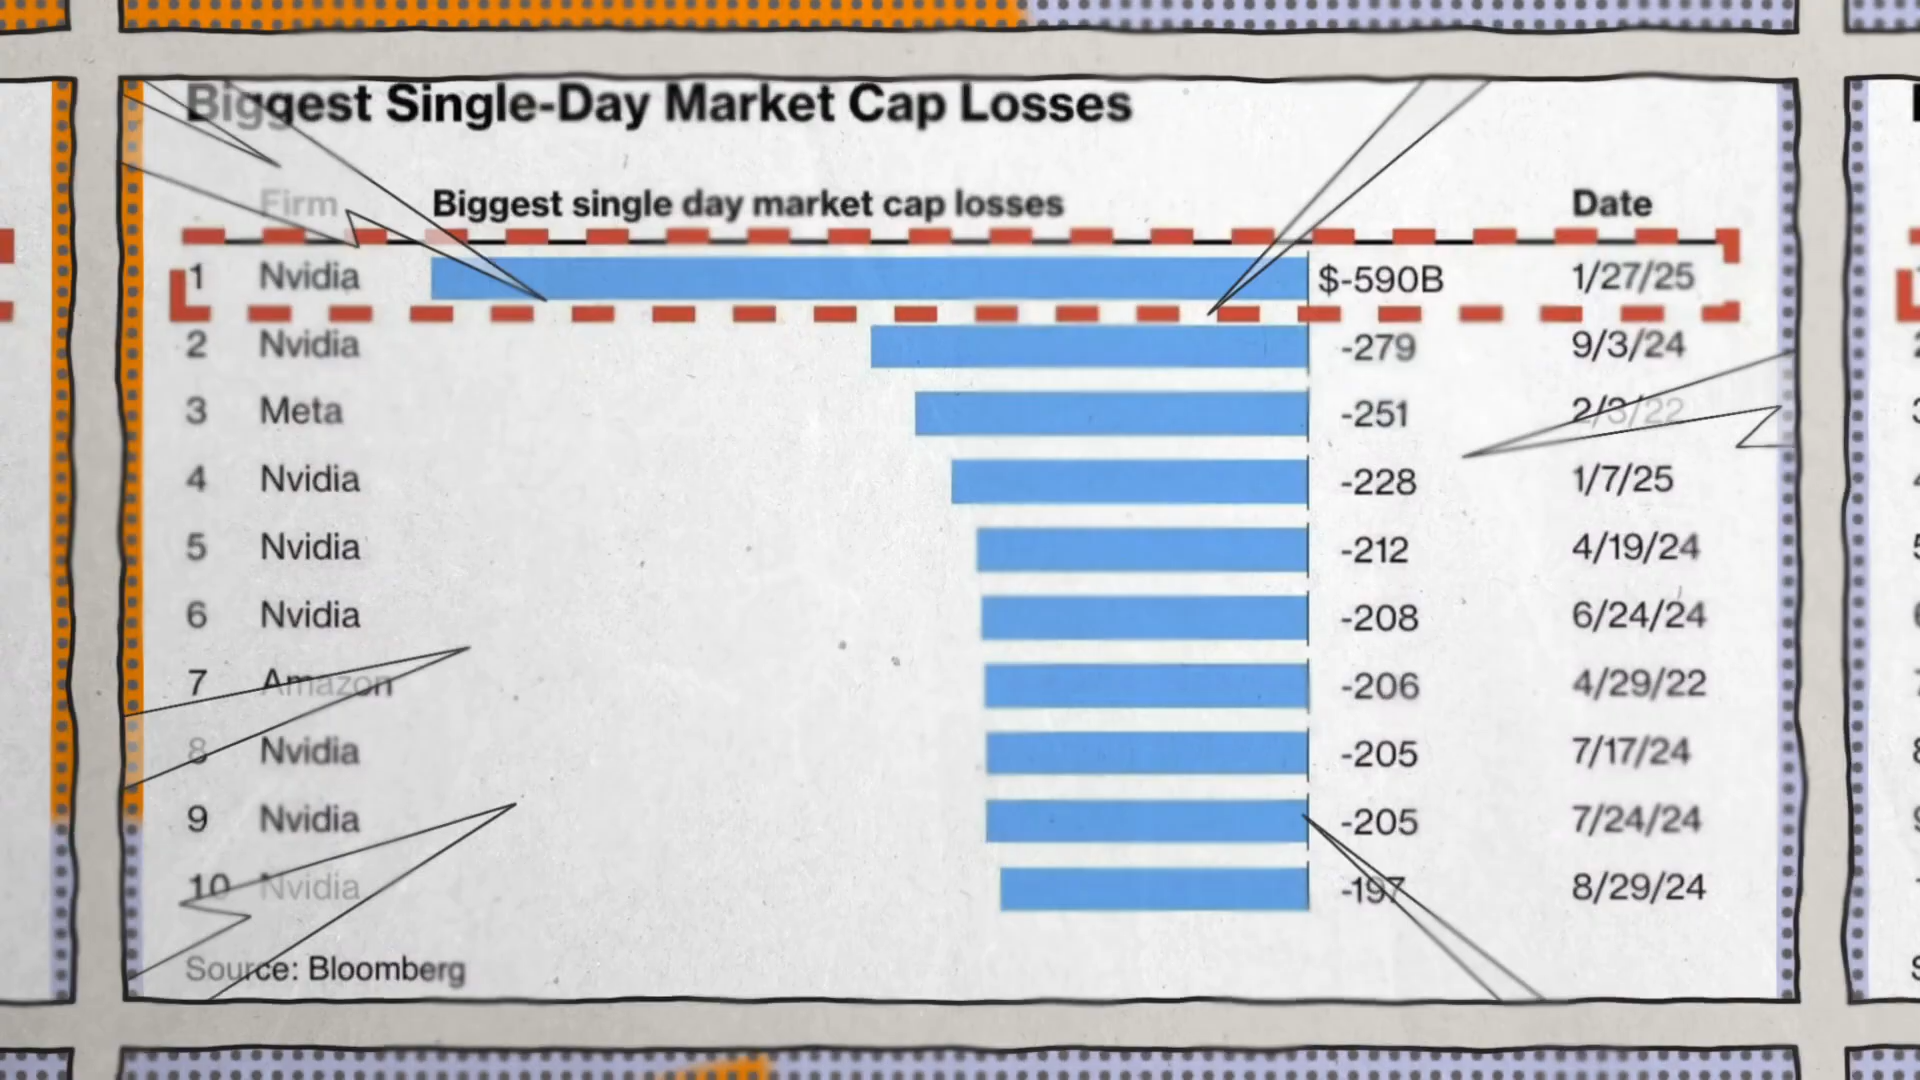 Biggest Single-Day Market Cap Losses
Firm Biggest single day market cap losses Date
1 Nvidia $-590B 1/27/25
2 Nvidia -279 9/3/24
3 Meta -251 2/3/22
4 Nvidia -228 1/7/25
5 Nvidia -212 4/19/24
6 Nvidia -208 6/24/24
7 Amazon -206 4/29/22
8 Nvidia -205 7/17/24
9 Nvidia -205 7/24/24
10 Nvidia -197 8/29/24
Source: Bloomberg